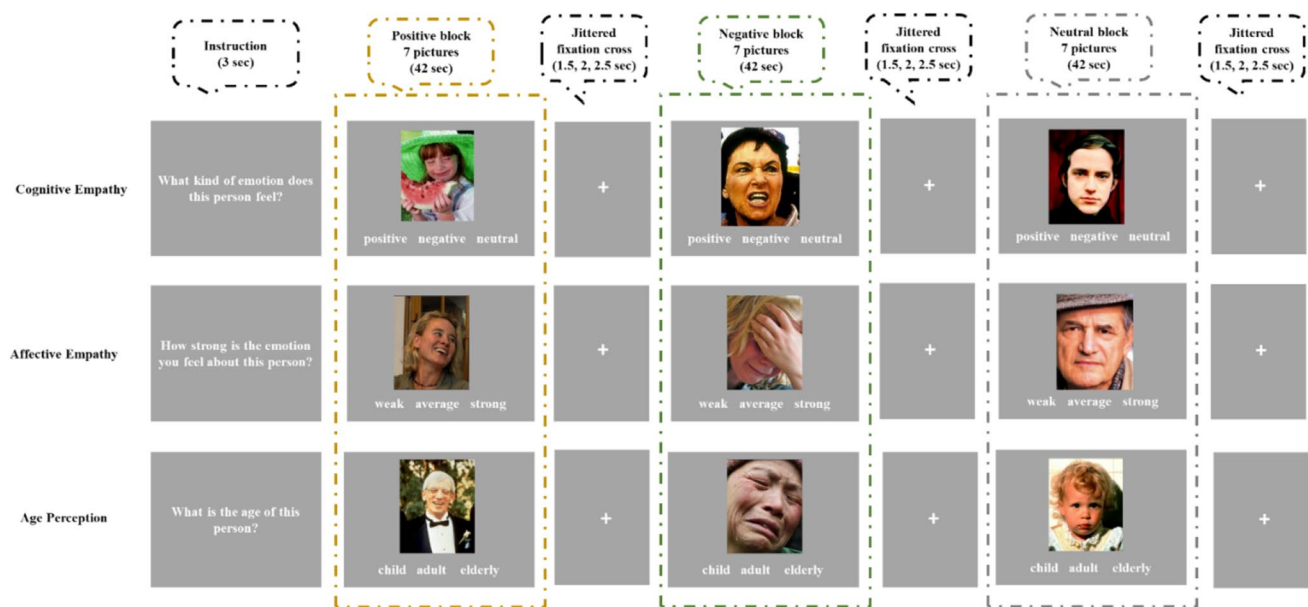 Instruction
(3 sec)
Positive block
7 pictures
(42 sec)
Jittered
fixation cross
(1.5, 2, 2.5 sec)
Negative block
7 pictures
(42 sec)
Jittered
fixation cross
(1.5, 2, 2.5 sec)
Neutral block
7 pictures
(42 sec)
Jittered
fixation cross
(1.5, 2, 2.5 sec)
Cognitive Empathy
What kind of emotion does
this person feel?
positive negative neutral
+
positive negative neutral
+
positive negative neutral
+
Affective Empathy
How strong is the emotion
you feel about this person?
weak average strong
+
weak average strong
+
weak average strong
+
Age Perception
What is the age of this
person?
child adult elderly
+
child adult elderly
+
child adult elderly
+